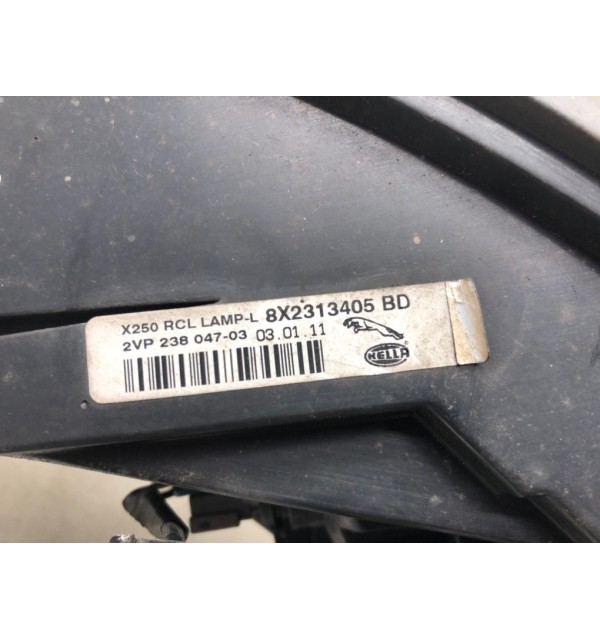 X250 RCL LAMP-L 8X2313405 BD
2VP 238 047-03 03.01.11
HELLA